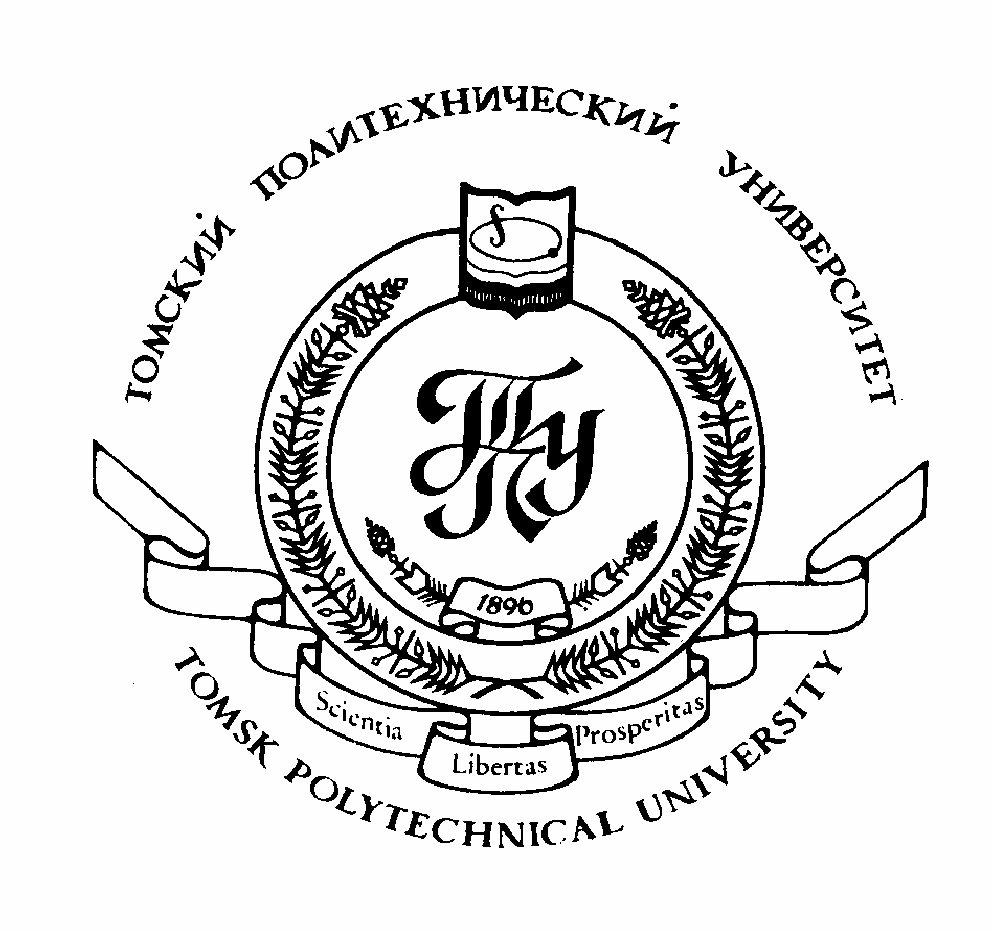 ТОМСКИЙ ПОЛИТЕХНИЧЕСКИЙ УНИВЕРСИТЕТ
ТПУ
1896
Scientia
Libertas
Prosperitas
TOMSK POLYTECHNICAL UNIVERSITY